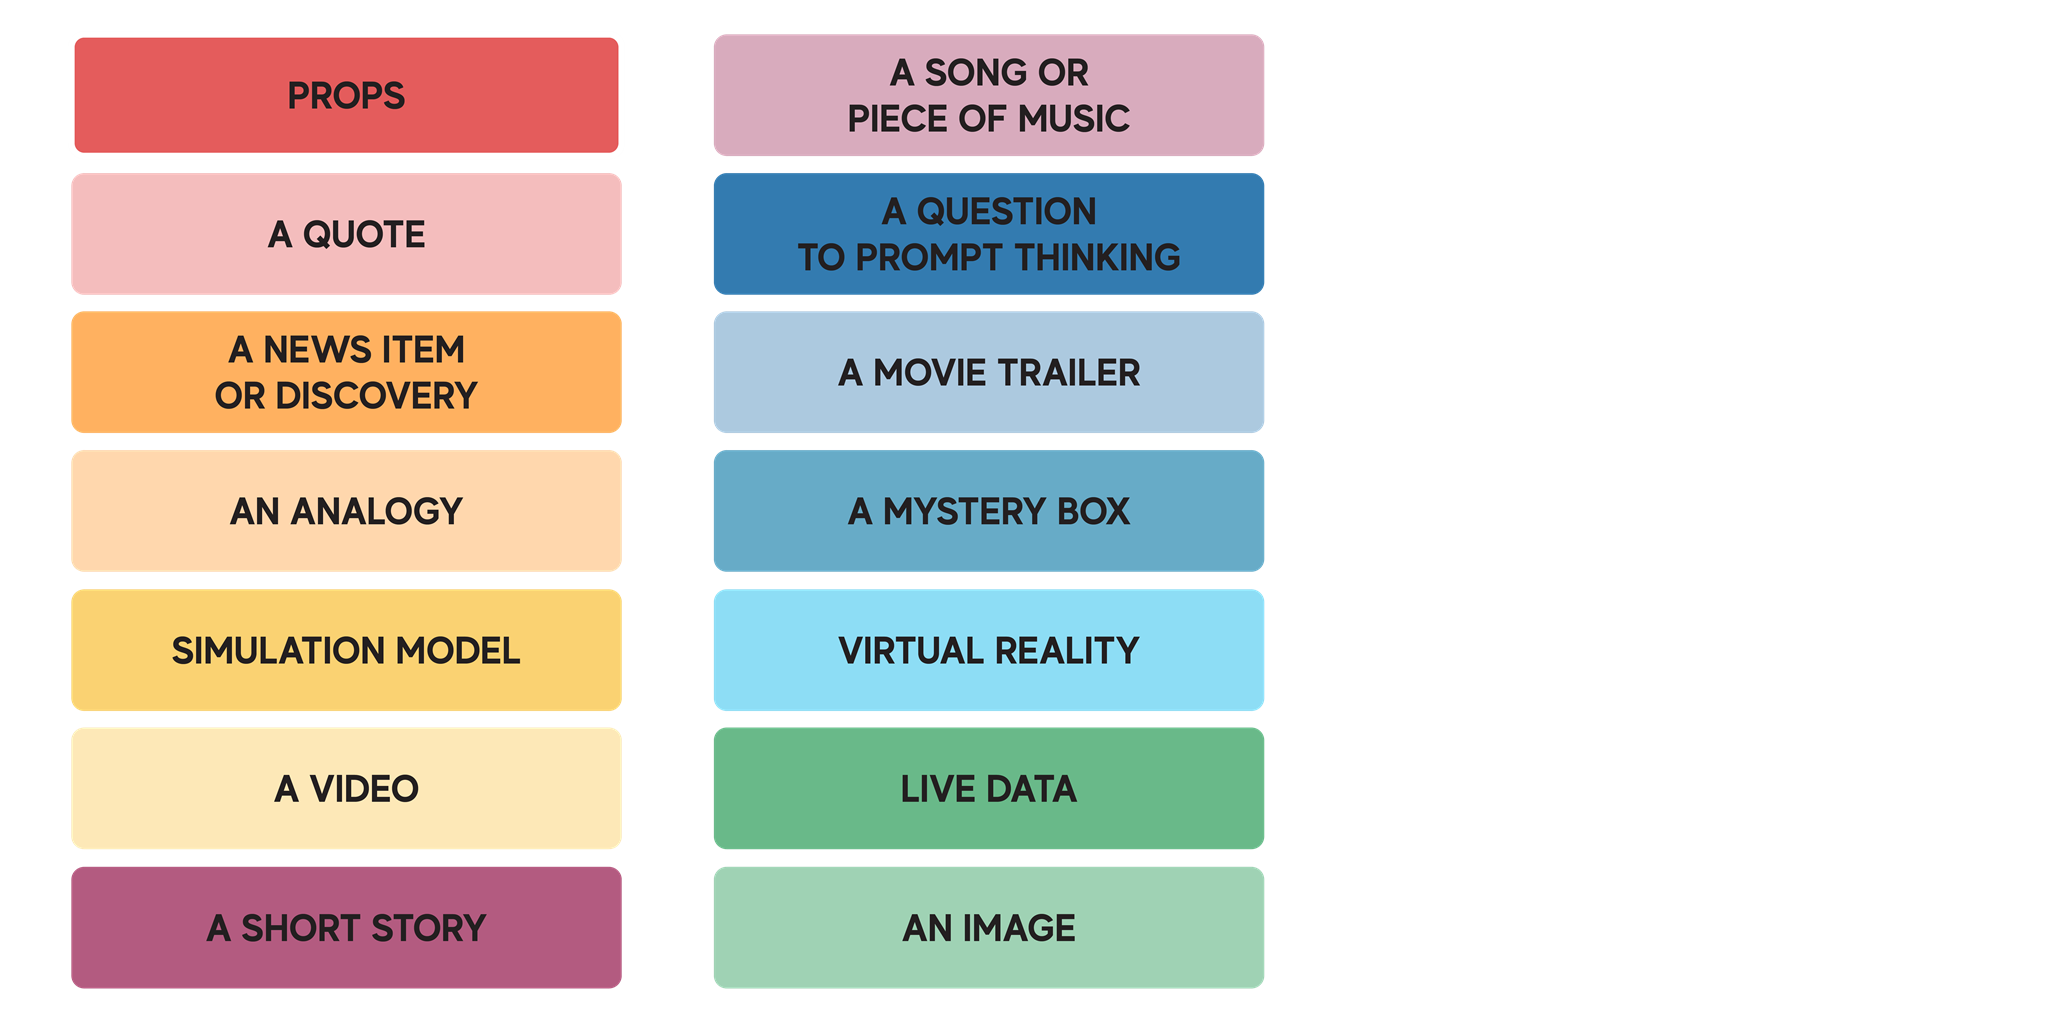 PROPS
A QUOTE
A NEWS ITEM
OR DISCOVERY
AN ANALOGY
SIMULATION MODEL
A VIDEO
A SHORT STORY
A SONG OR
PIECE OF MUSIC
A QUESTION
TO PROMPT THINKING
A MOVIE TRAILER
A MYSTERY BOX
VIRTUAL REALITY
LIVE DATA
AN IMAGE